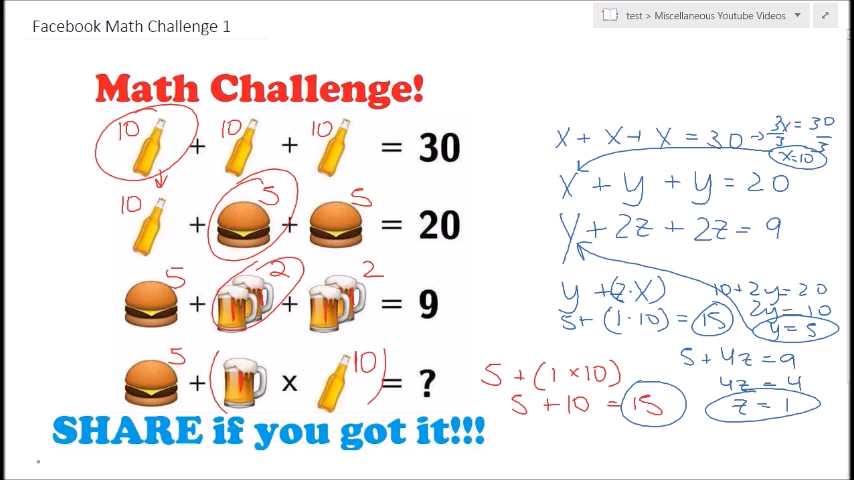 Facebook Math Challenge 1
test > Miscellaneous Youtube Videos
Math Challenge!
10 + 10 + 10 = 30
10 + 5 + 5 = 20
5 + 2 + 2 = 9
5 + ( 1 x 10 ) = ?
SHARE if you got it!!!
5 + (1 x 10)
5 + 10 = 15
x + x + x = 30 → 3x/3 = 30/3
x=10
x + y + y = 20
y + 2z + 2z = 9
y + (z·x)
5 + (1·10) = 15
10 + 2y = 20
2y = 10
y = 5
5 + 4z = 9
4z = 4
z = 1